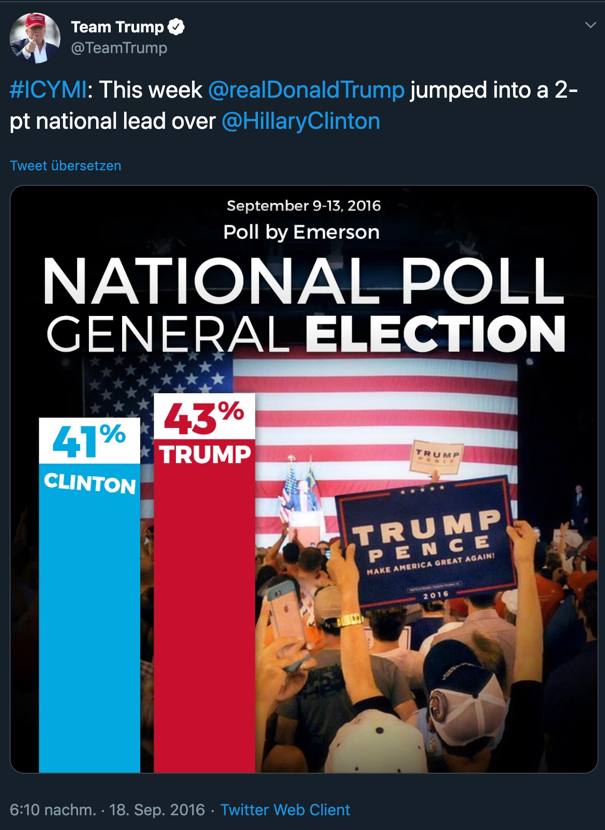 Team Trump
@TeamTrump
#ICYMI: This week @realDonaldTrump jumped into a 2-
pt national lead over @HillaryClinton
Tweet übersetzen
September 9-13, 2016
Poll by Emerson
NATIONAL POLL
GENERAL ELECTION
41%
CLINTON
43%
TRUMP
TRUMP
PENCE
TRUMP
PENCE
MAKE AMERICA GREAT AGAIN!
2016
6:10 nachm. · 18. Sep. 2016 · Twitter Web Client